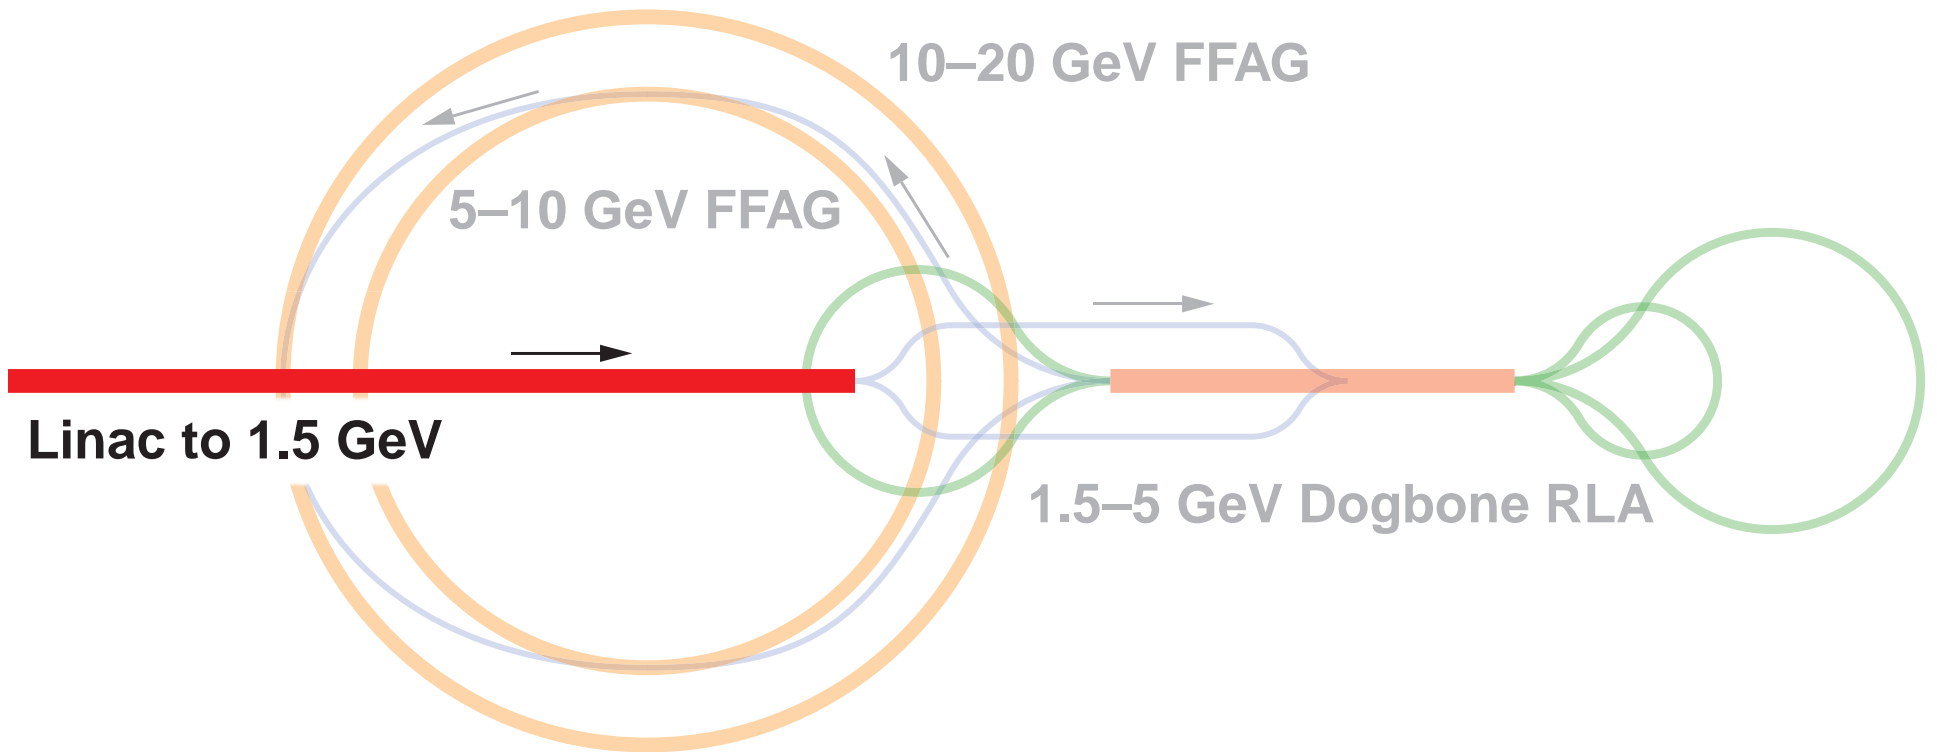 10–20 GeV FFAG
5–10 GeV FFAG
Linac to 1.5 GeV
1.5–5 GeV Dogbone RLA